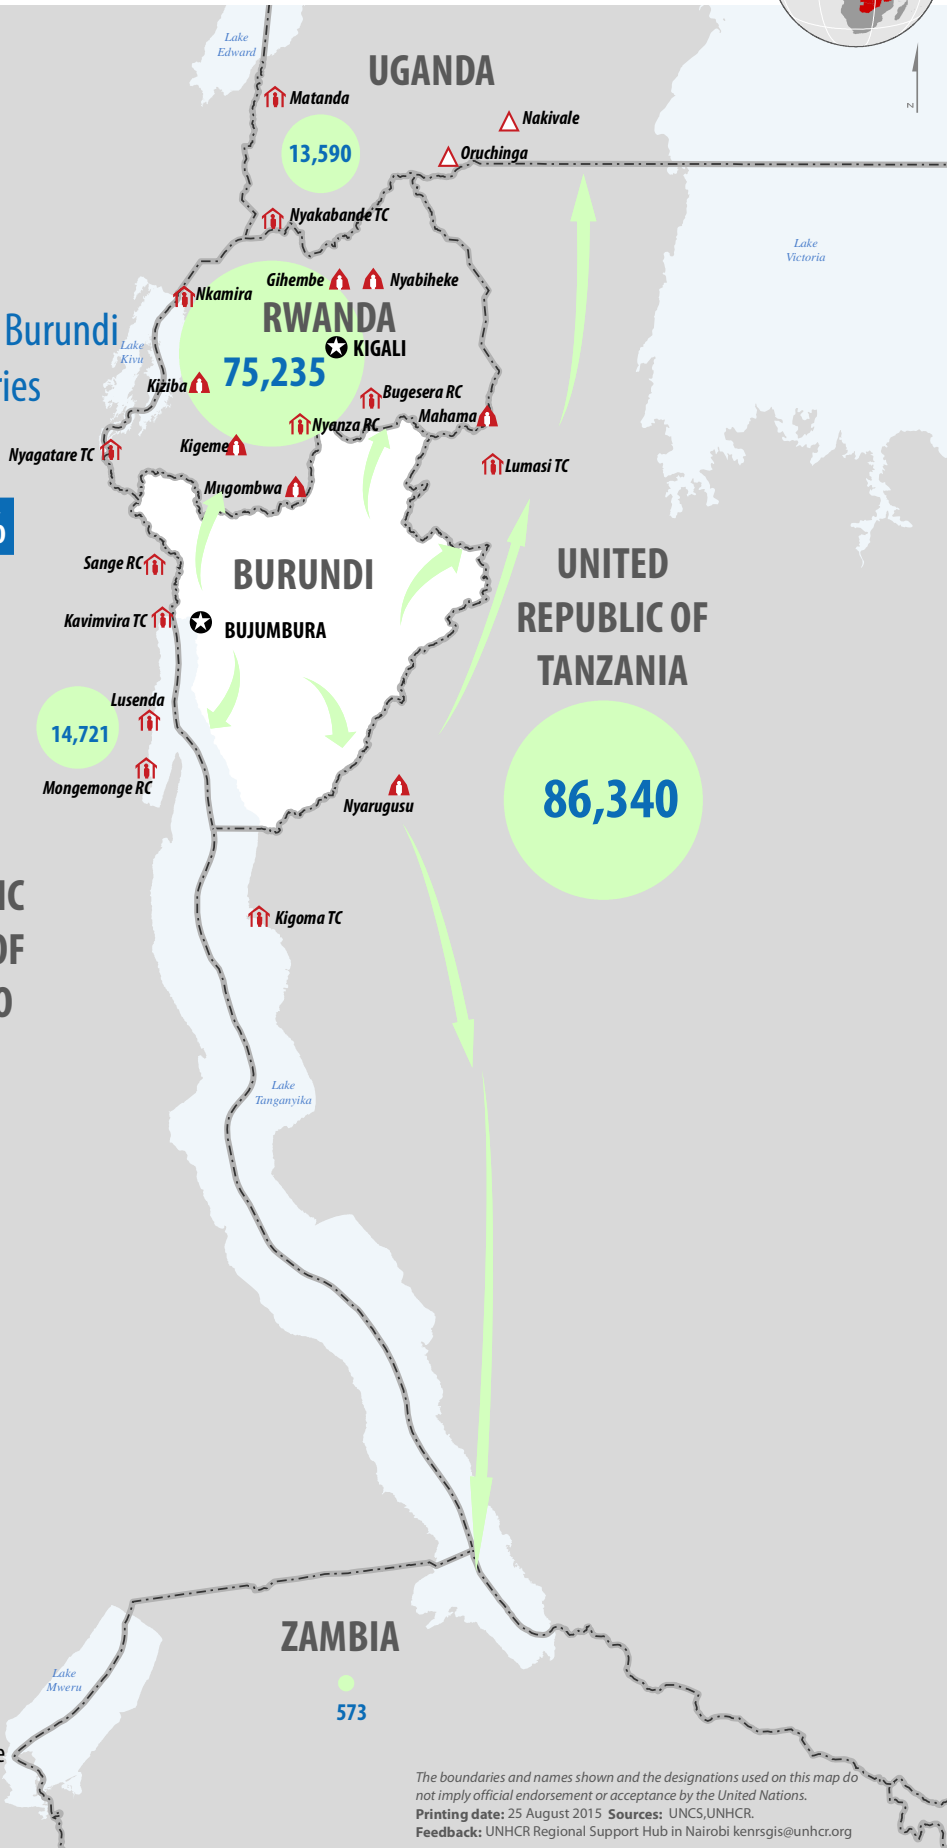 Lake
Edward
UGANDA
Matanda
Nakivale
13,590
Oruchinga
z
Nyakabande TC
Lake
Victoria
Gihembe
Nyabiheke
Nkamira
RWANDA
Burundi
Lake
Kivu
KIGALI
75,235
Kiziba
Bugesera RC
Mahama
Nyanza RC
Kigeme
Nyagatare TC
Lumasi TC
Mugombwa
Sange RC
BURUNDI
UNITED
REPUBLIC OF
TANZANIA
Kavimvira TC
BUJUMBURA
Lusenda
14,721
Mongemonge RC
86,340
Nyarugusu
Kigoma TC
Lake
Tanganyika
ZAMBIA
Lake
Mweru
573
The boundaries and names shown and the designations used on this map do
not imply official endorsement or acceptance by the United Nations.
Printing date: 25 August 2015 Sources: UNCS,UNHCR.
Feedback: UNHCR Regional Support Hub in Nairobi kenrsgis@unhcr.org